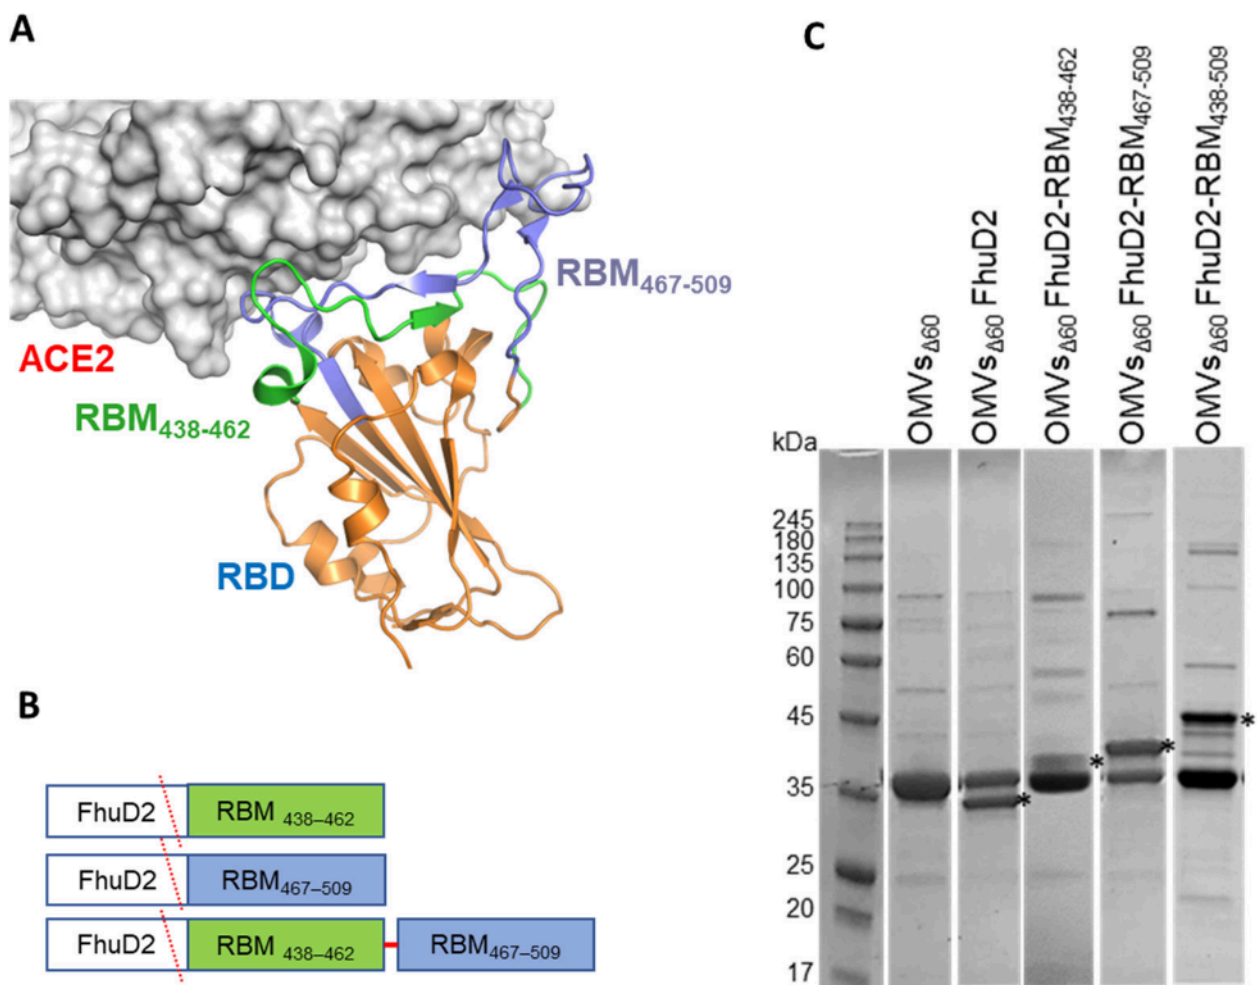 A
ACE2
RBM438-462
RBM467-509
RBD
B
FhuD2 RBM 438–462
FhuD2 RBM467–509
FhuD2 RBM 438–462 RBM467–509
C
OMVsΔ60
OMVsΔ60 FhuD2
OMVsΔ60 FhuD2-RBM438-462
OMVsΔ60 FhuD2-RBM467-509
OMVsΔ60 FhuD2-RBM438-509
kDa
245
180
135
100
75
60
45
35
25
20
17
*
*
*
*